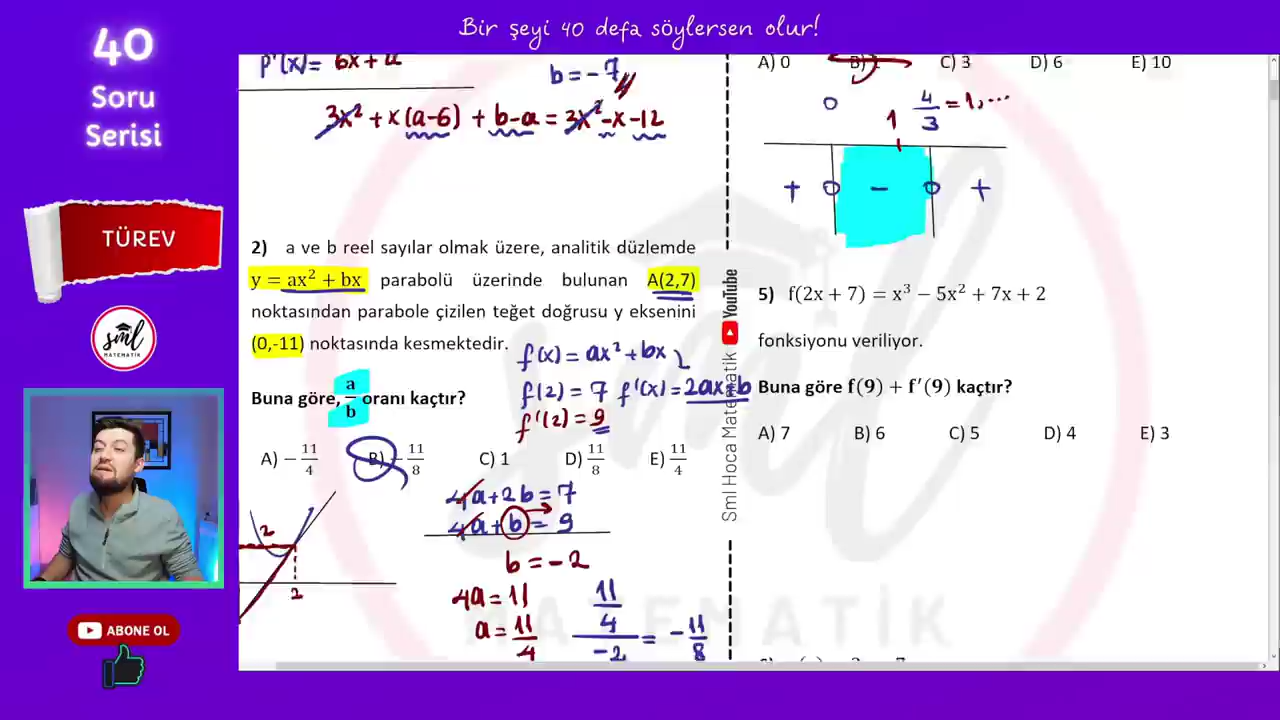 Bir şeyi 40 defa söylersen olur!
40
Soru
Serisi
TÜREV
sml
MATEMATİK
ABONE OL
p'(x) = 6x + a
b = -7
3x² + x(a-6) + b-a = 3x² -x -12
2) a ve b reel sayılar olmak üzere, analitik düzlemde
y = ax² + bx parabolü üzerinde bulunan A(2,7)
noktasından parabole çizilen teğet doğrusu y eksenini
(0,-11) noktasında kesmektedir.
f(x) = ax² + bx
2
f(2) = 7 f'(x) = 2ax+b
Buna göre, a/b oranı kaçtır?
f'(2) = 9
A) − 11/4 B) − 11/8 C) 1 D) 11/8 E) 11/4
4a+2b = 7
4a+b = 9
b = -2
4a = 11
a = 11/4
11/4 / -2 = -11/8
2
2
Sml Hoca Matematik YouTube
A) 0 B) 1 C) 3 D) 6 E) 10
0 1 4/3 = 1,...
+ 0 - 0 +
5) f(2x + 7) = x³ − 5x² + 7x + 2
fonksiyonu veriliyor.
Buna göre f(9) + f′(9) kaçtır?
A) 7 B) 6 C) 5 D) 4 E) 3
MATEMATİK